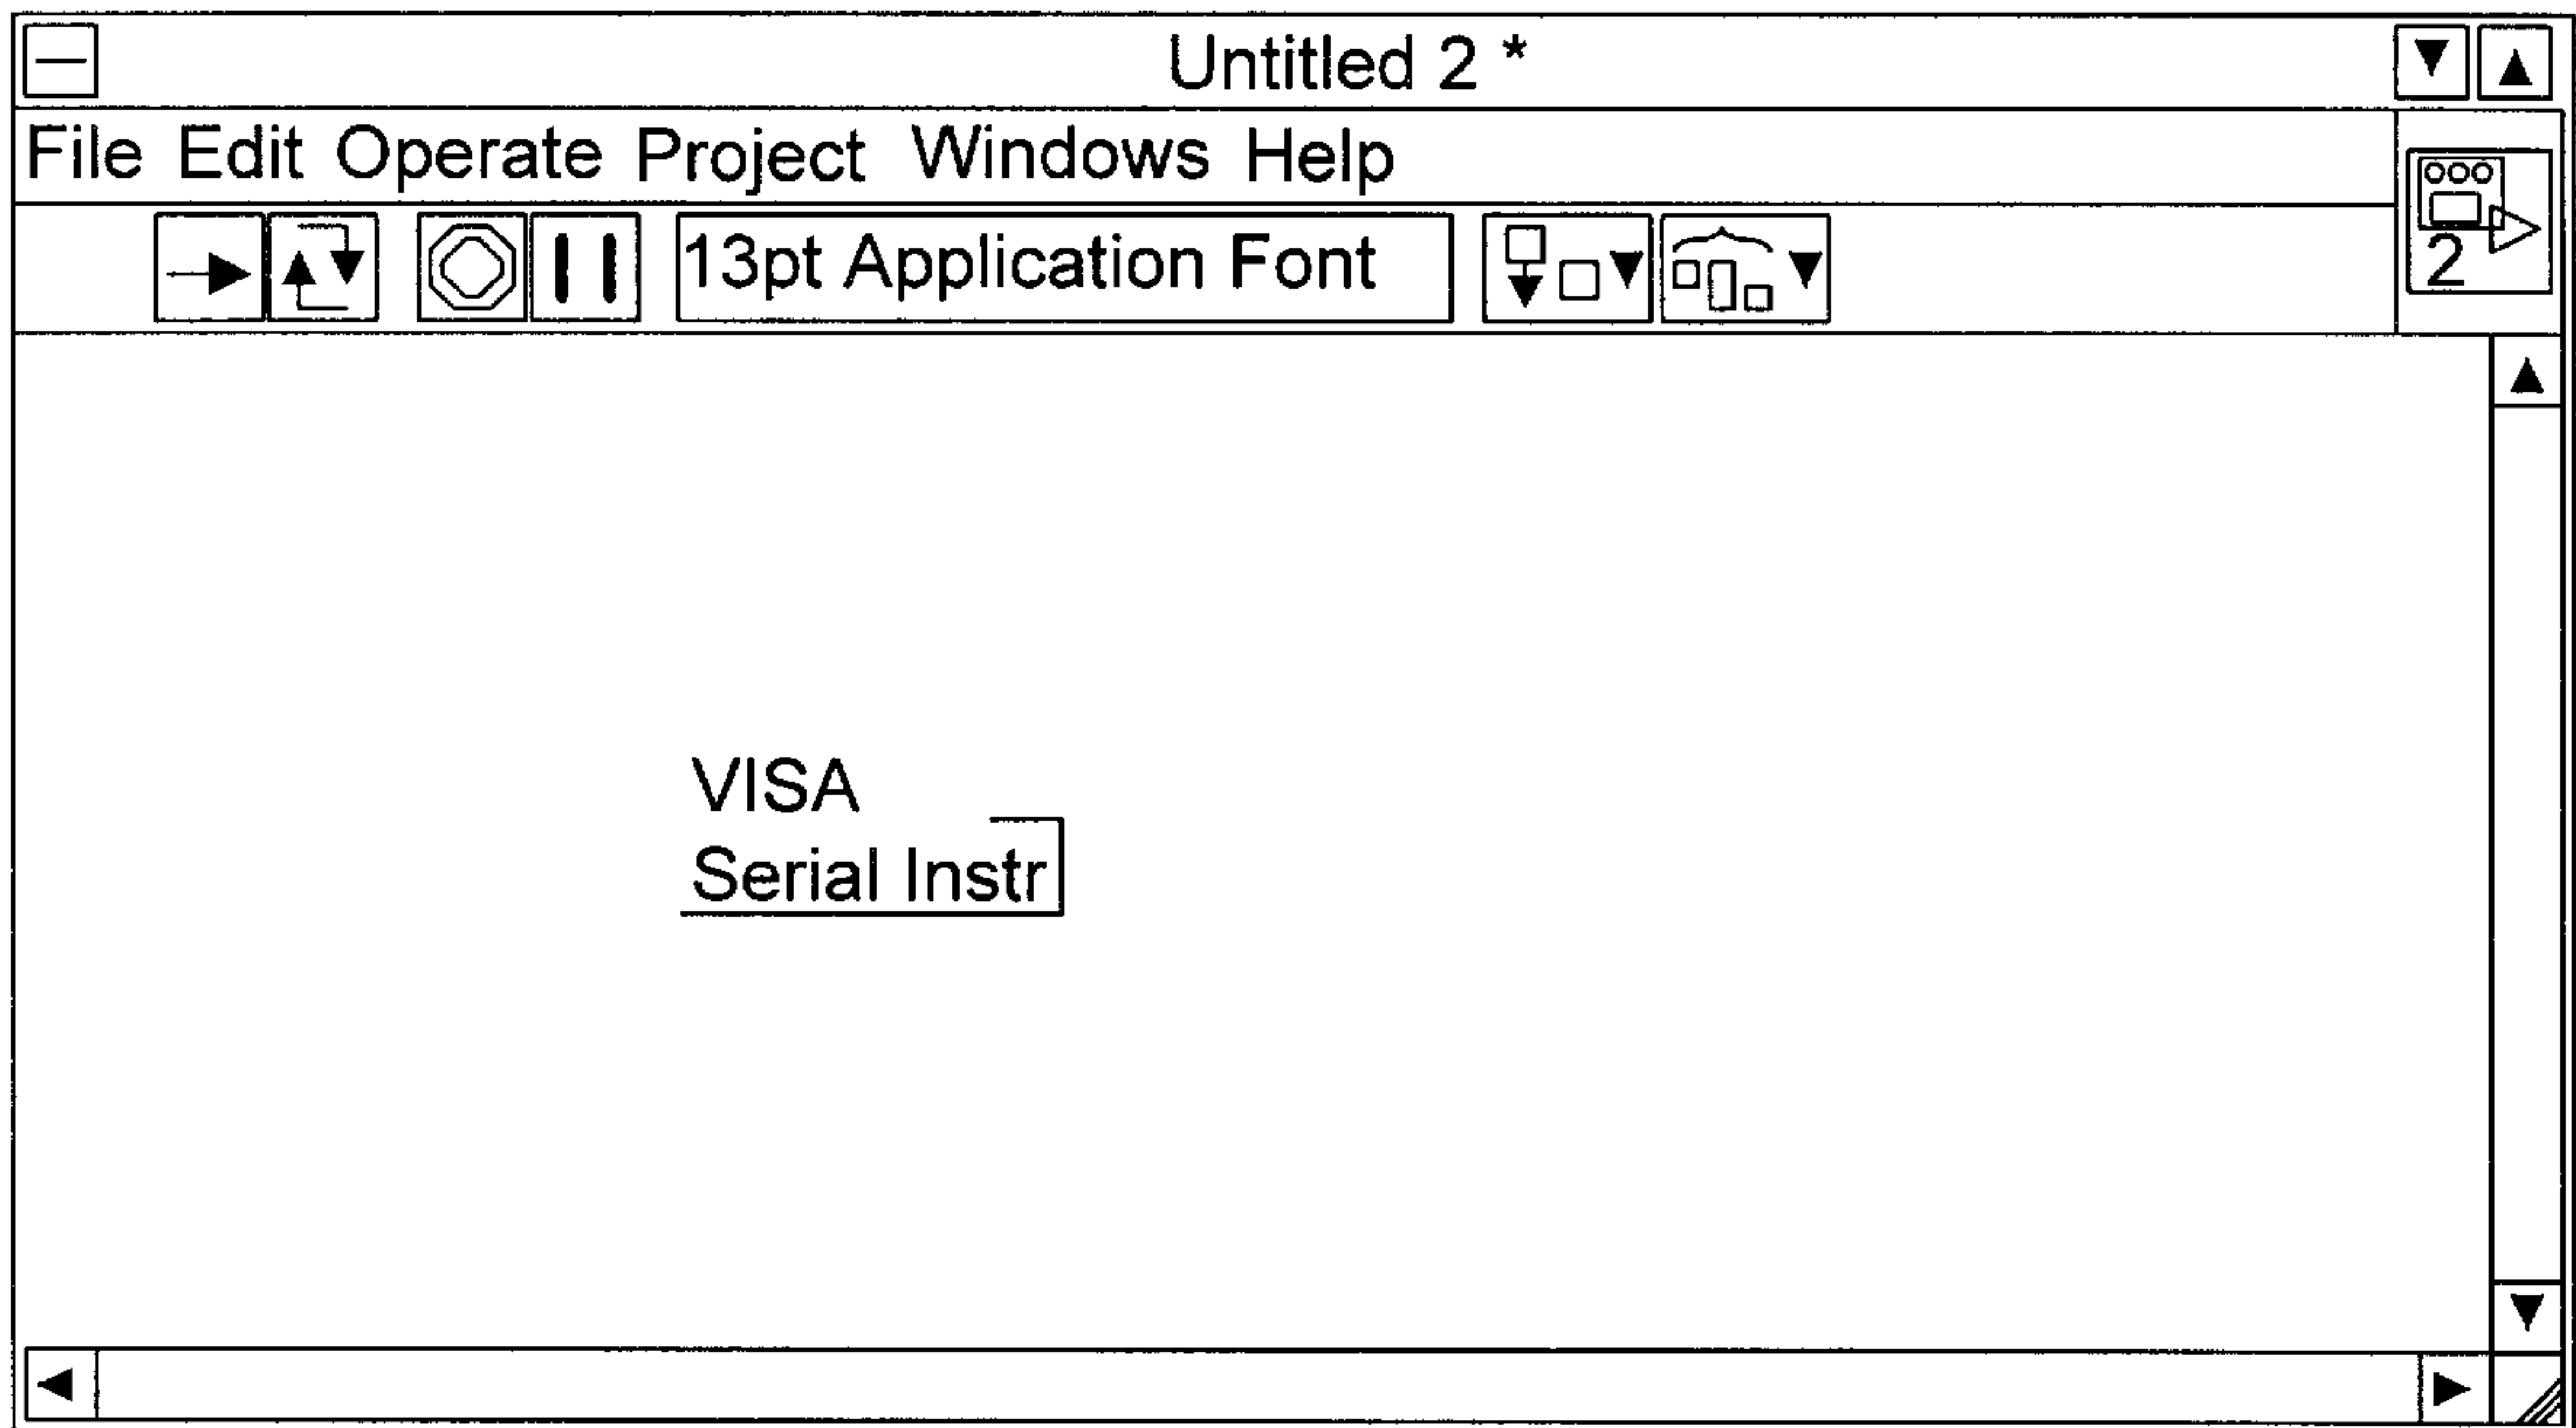 Untitled 2 *
File Edit Operate Project Windows Help
13pt Application Font
2
VISA
Serial Instr